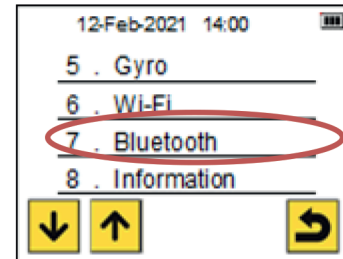 12-Feb-2021 14:00
5 . Gyro
6 . Wi-Fi
7 . Bluetooth
8 . Information